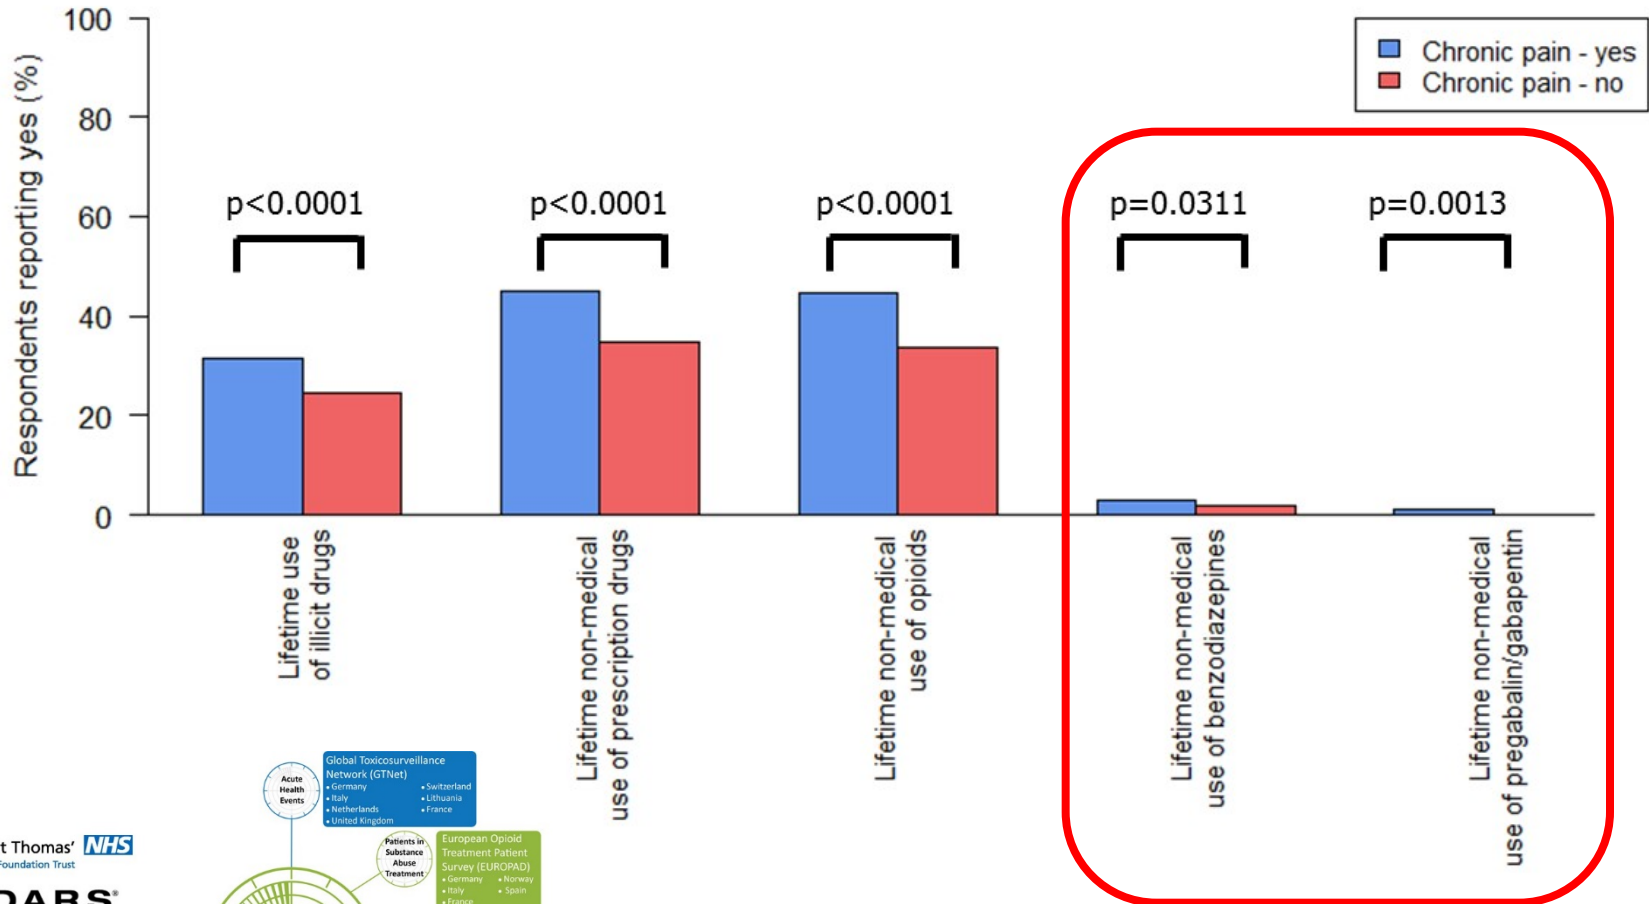 100
80
60
40
20
0
Respondents reporting yes (%)
Chronic pain - yes
Chronic pain - no
p<0.0001
p<0.0001
p<0.0001
p=0.0311
p=0.0013
Lifetime use
of illicit drugs
Lifetime non-medical
use of prescription drugs
Lifetime non-medical
use of opioids
Lifetime non-medical
use of benzodiazepines
Lifetime non-medical
use of pregabalin/gabapentin
Acute
Health
Events
Global Toxicosurveillance
Network (GTNet)
• Germany
• Italy
• Netherlands
• United Kingdom
• Switzerland
• Lithuania
• France
Patients in
Substance
Abuse
Treatment
European Opioid
Treatment Patient
Survey (EUROPAD)
• Germany
• Italy
• France
• Norway
• Spain
t Thomas' NHS
Foundation Trust
DARS®